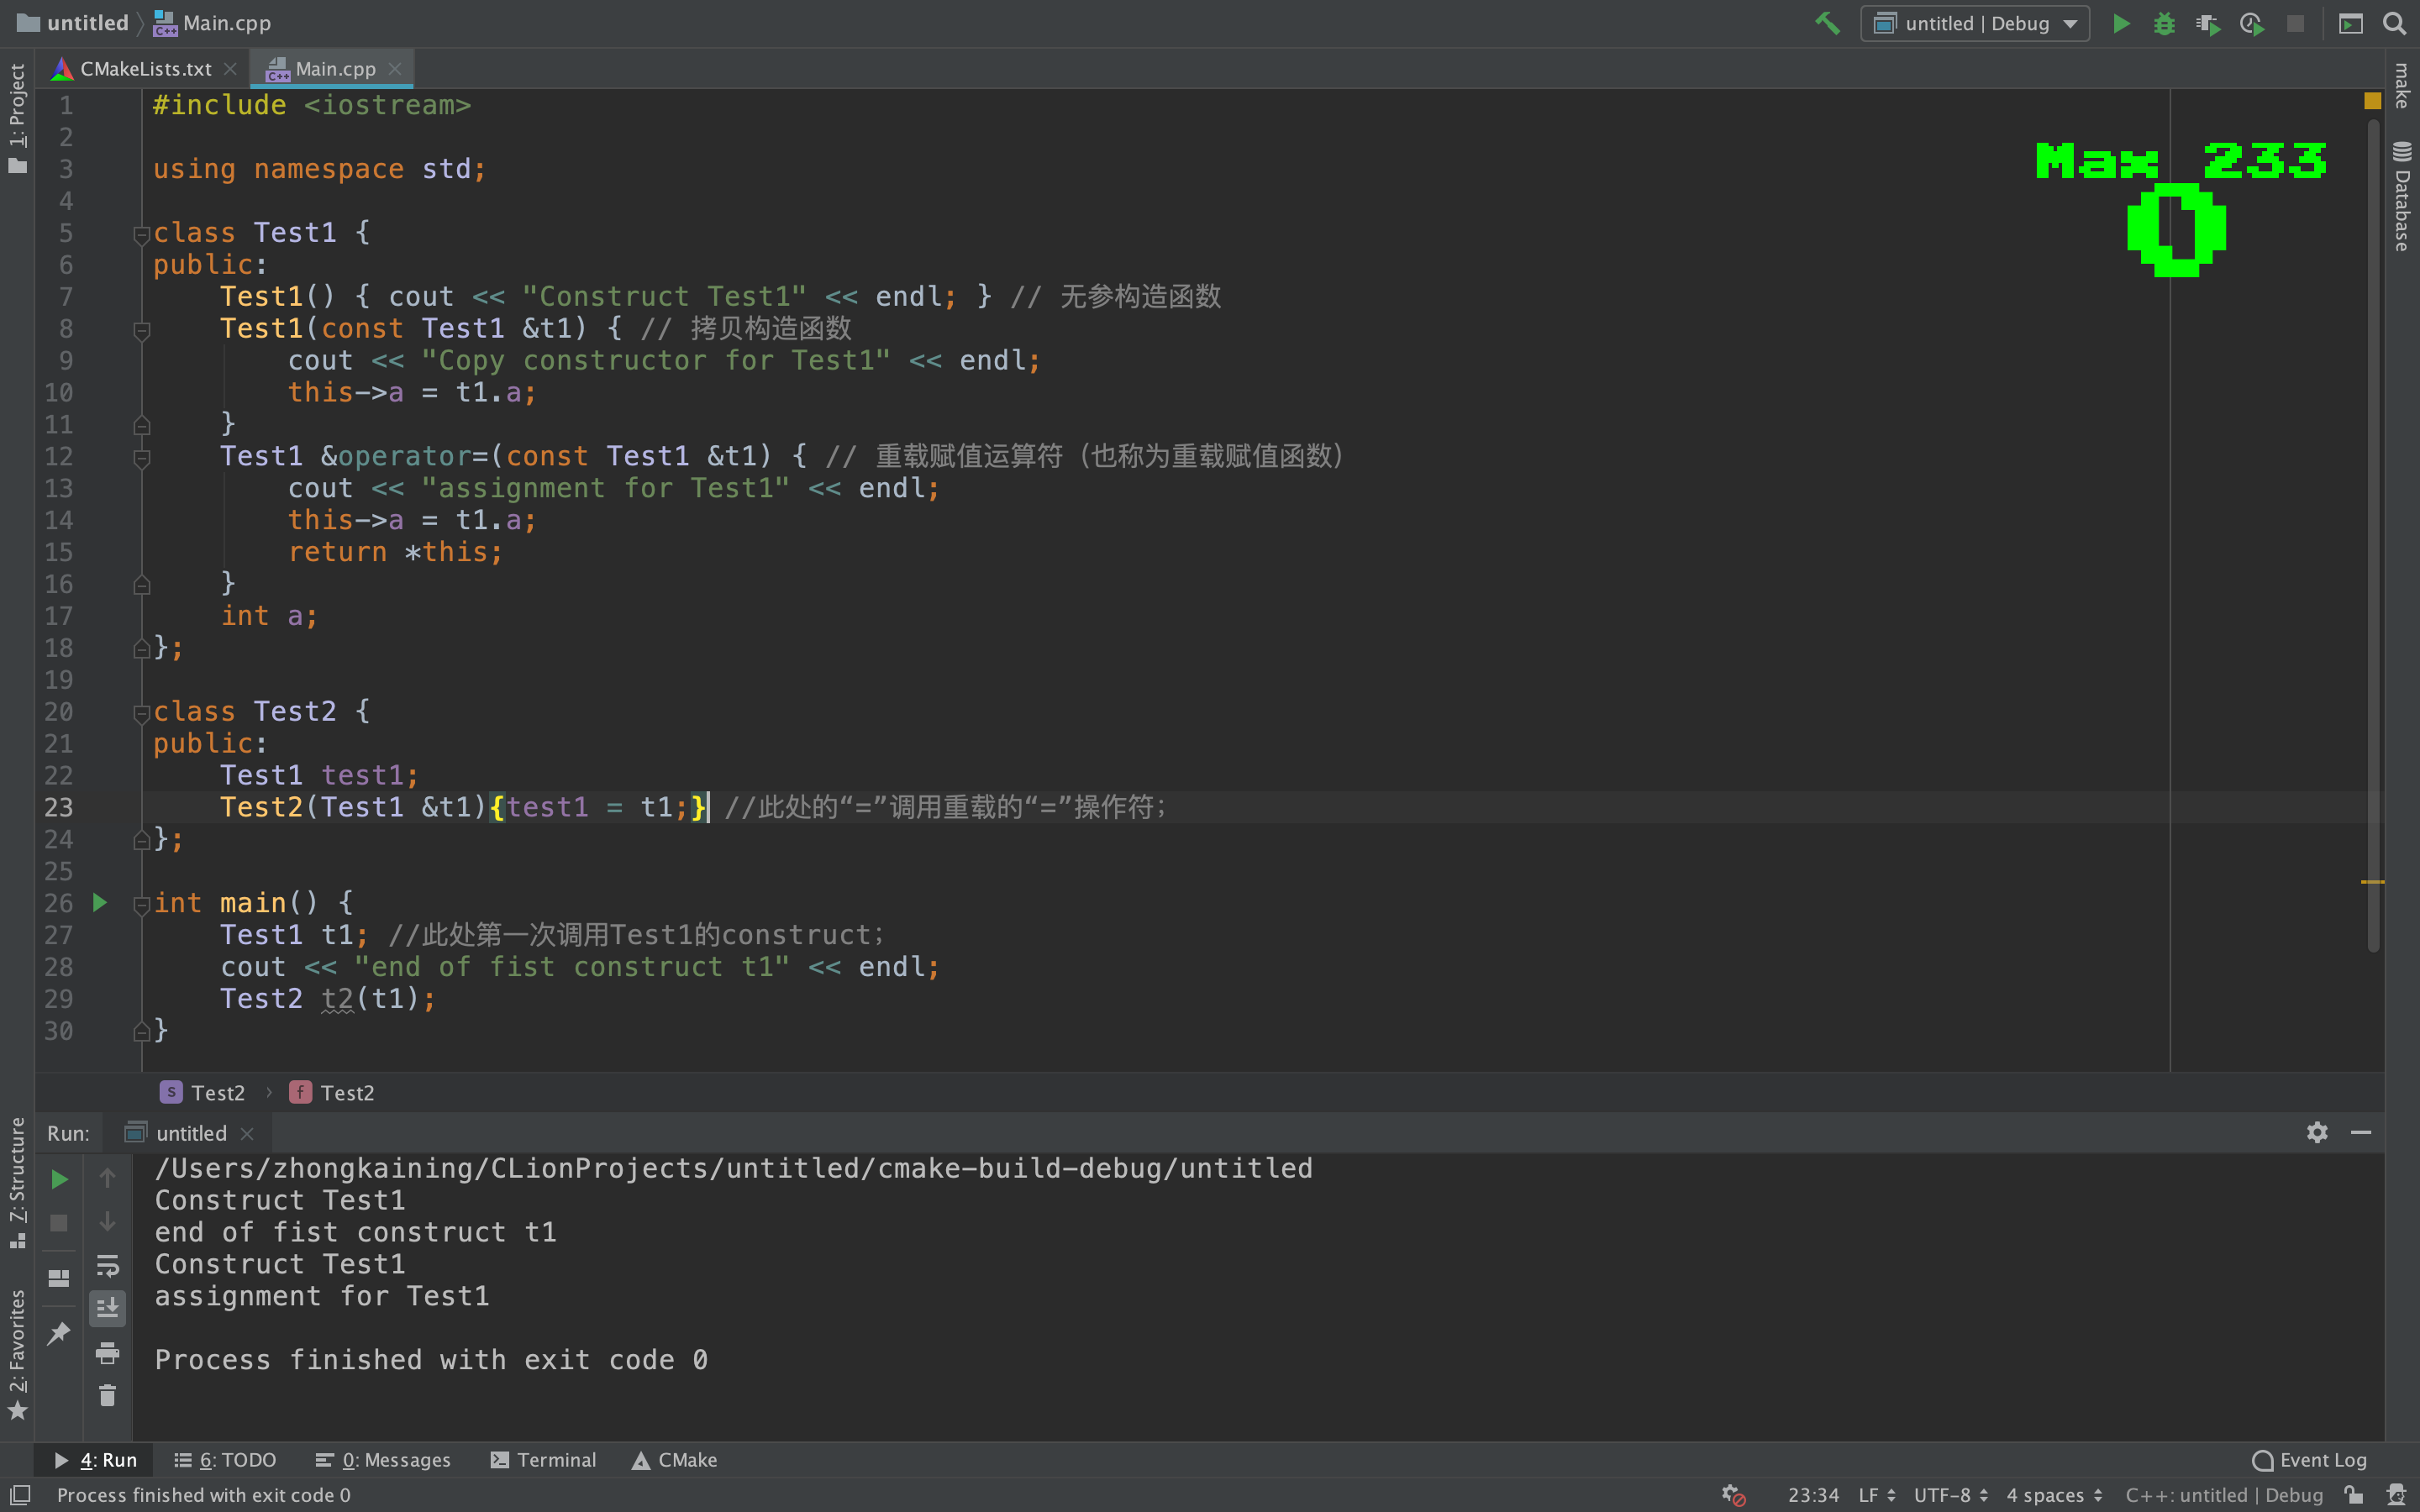 untitled Main.cpp untitled | Debug
CMakeLists.txt Main.cpp
1: Project
make
Database
Max 233
0
1 #include <iostream>
2
3 using namespace std;
4
5 class Test1 {
6 public:
7     Test1() { cout << "Construct Test1" << endl; } // 无参构造函数
8     Test1(const Test1 &t1) { // 拷贝构造函数
9         cout << "Copy constructor for Test1" << endl;
10         this->a = t1.a;
11     }
12     Test1 &operator=(const Test1 &t1) { // 重载赋值运算符（也称为重载赋值函数）
13         cout << "assignment for Test1" << endl;
14         this->a = t1.a;
15         return *this;
16     }
17     int a;
18 };
19
20 class Test2 {
21 public:
22     Test1 test1;
23     Test2(Test1 &t1){test1 = t1;} //此处的“=”调用重载的“=”操作符；
24 };
25
26 int main() {
27     Test1 t1; //此处第一次调用Test1的construct；
28     cout << "end of fist construct t1" << endl;
29     Test2 t2(t1);
30 }
S Test2 f Test2
Run: untitled
7: Structure
2: Favorites
/Users/zhongkaining/CLionProjects/untitled/cmake-build-debug/untitled
Construct Test1
end of fist construct t1
Construct Test1
assignment for Test1
Process finished with exit code 0
4: Run 6: TODO 0: Messages Terminal CMake Event Log
Process finished with exit code 0 23:34 LF UTF-8 4 spaces C++: untitled | Debug